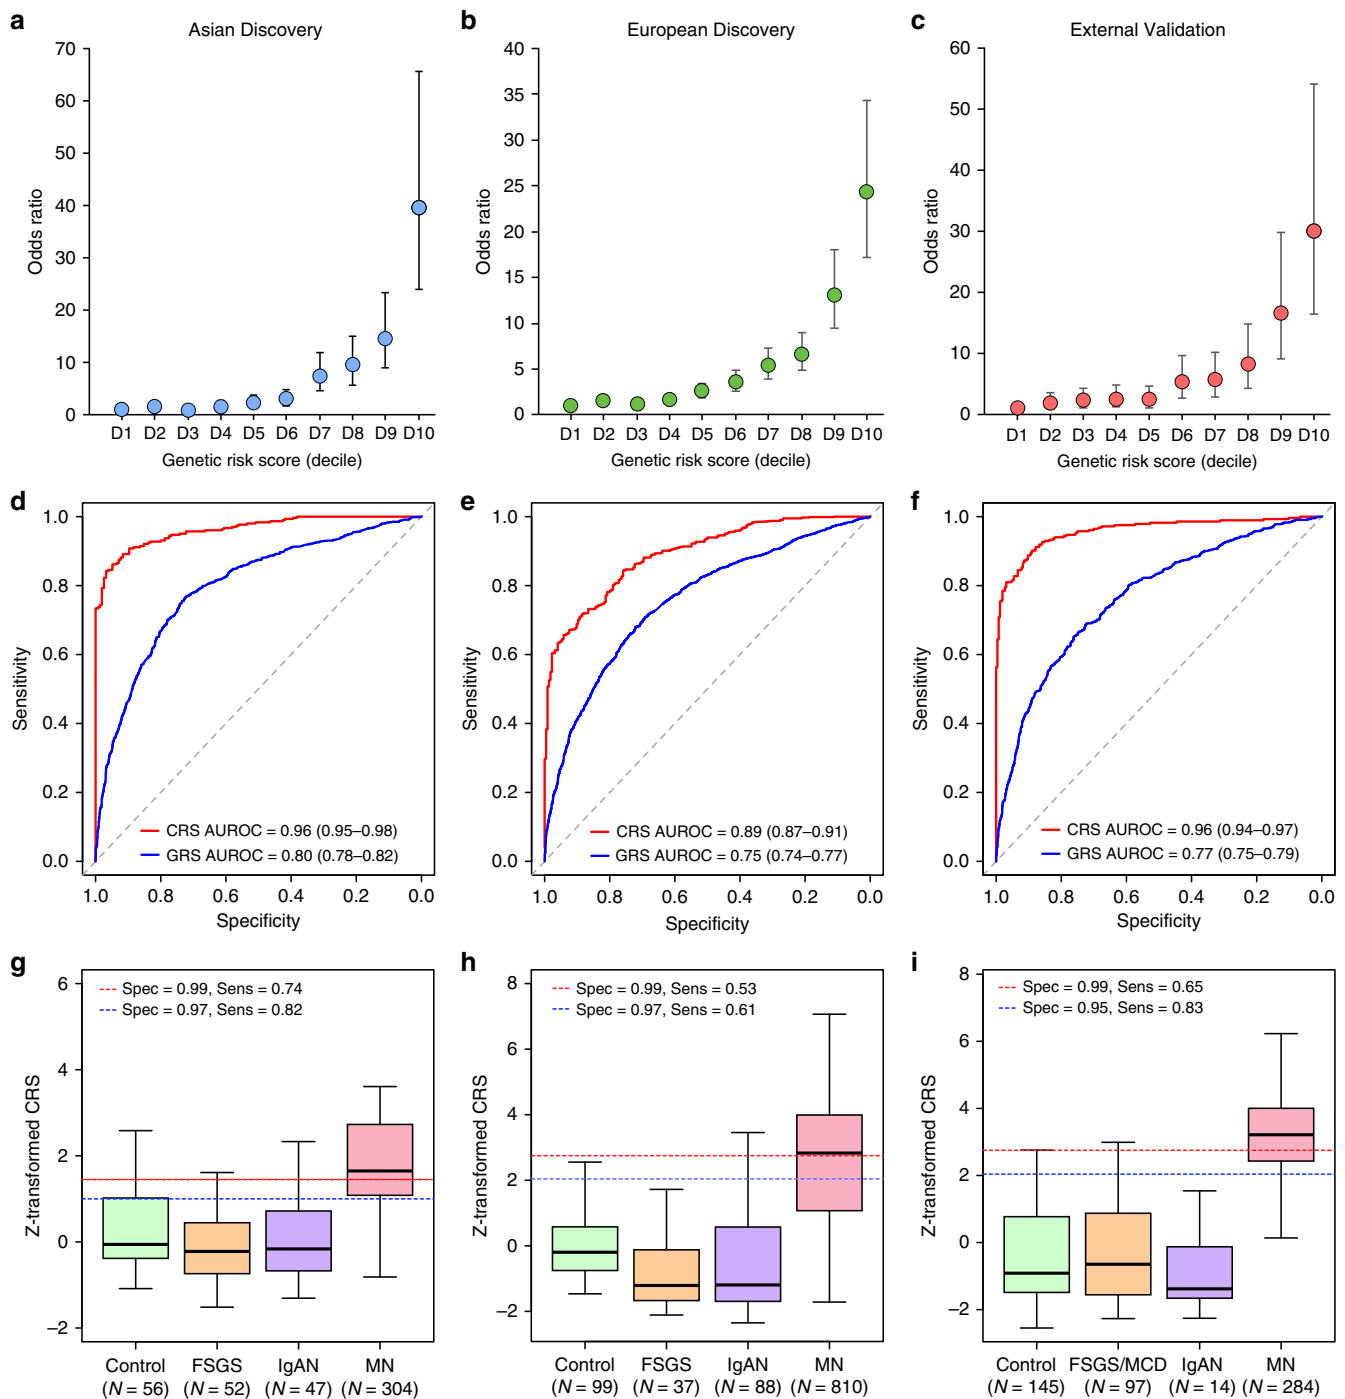 a
Asian Discovery
70
60
50
40
30
20
10
0
Odds ratio
D1 D2 D3 D4 D5 D6 D7 D8 D9 D10
Genetic risk score (decile)
b
European Discovery
40
35
30
25
20
15
10
5
0
Odds ratio
D1 D2 D3 D4 D5 D6 D7 D8 D9 D10
Genetic risk score (decile)
c
External Validation
60
50
40
30
20
10
0
Odds ratio
D1 D2 D3 D4 D5 D6 D7 D8 D9 D10
Genetic risk score (decile)
d
1.0
0.8
0.6
0.4
0.2
0.0
Sensitivity
CRS AUROC = 0.96 (0.95–0.98)
GRS AUROC = 0.80 (0.78–0.82)
1.0 0.8 0.6 0.4 0.2 0.0
Specificity
e
1.0
0.8
0.6
0.4
0.2
0.0
Sensitivity
CRS AUROC = 0.89 (0.87–0.91)
GRS AUROC = 0.75 (0.74–0.77)
1.0 0.8 0.6 0.4 0.2 0.0
Specificity
f
1.0
0.8
0.6
0.4
0.2
0.0
Sensitivity
CRS AUROC = 0.96 (0.94–0.97)
GRS AUROC = 0.77 (0.75–0.79)
1.0 0.8 0.6 0.4 0.2 0.0
Specificity
g
6
4
2
0
–2
Z-transformed CRS
Spec = 0.99, Sens = 0.74
Spec = 0.97, Sens = 0.82
Control FSGS IgAN MN
(N = 56) (N = 52) (N = 47) (N = 304)
h
8
6
4
2
0
–2
Z-transformed CRS
Spec = 0.99, Sens = 0.53
Spec = 0.97, Sens = 0.61
Control FSGS IgAN MN
(N = 99) (N = 37) (N = 88) (N = 810)
i
8
6
4
2
0
–2
Z-transformed CRS
Spec = 0.99, Sens = 0.65
Spec = 0.95, Sens = 0.83
Control FSGS/MCD IgAN MN
(N = 145) (N = 97) (N = 14) (N = 284)